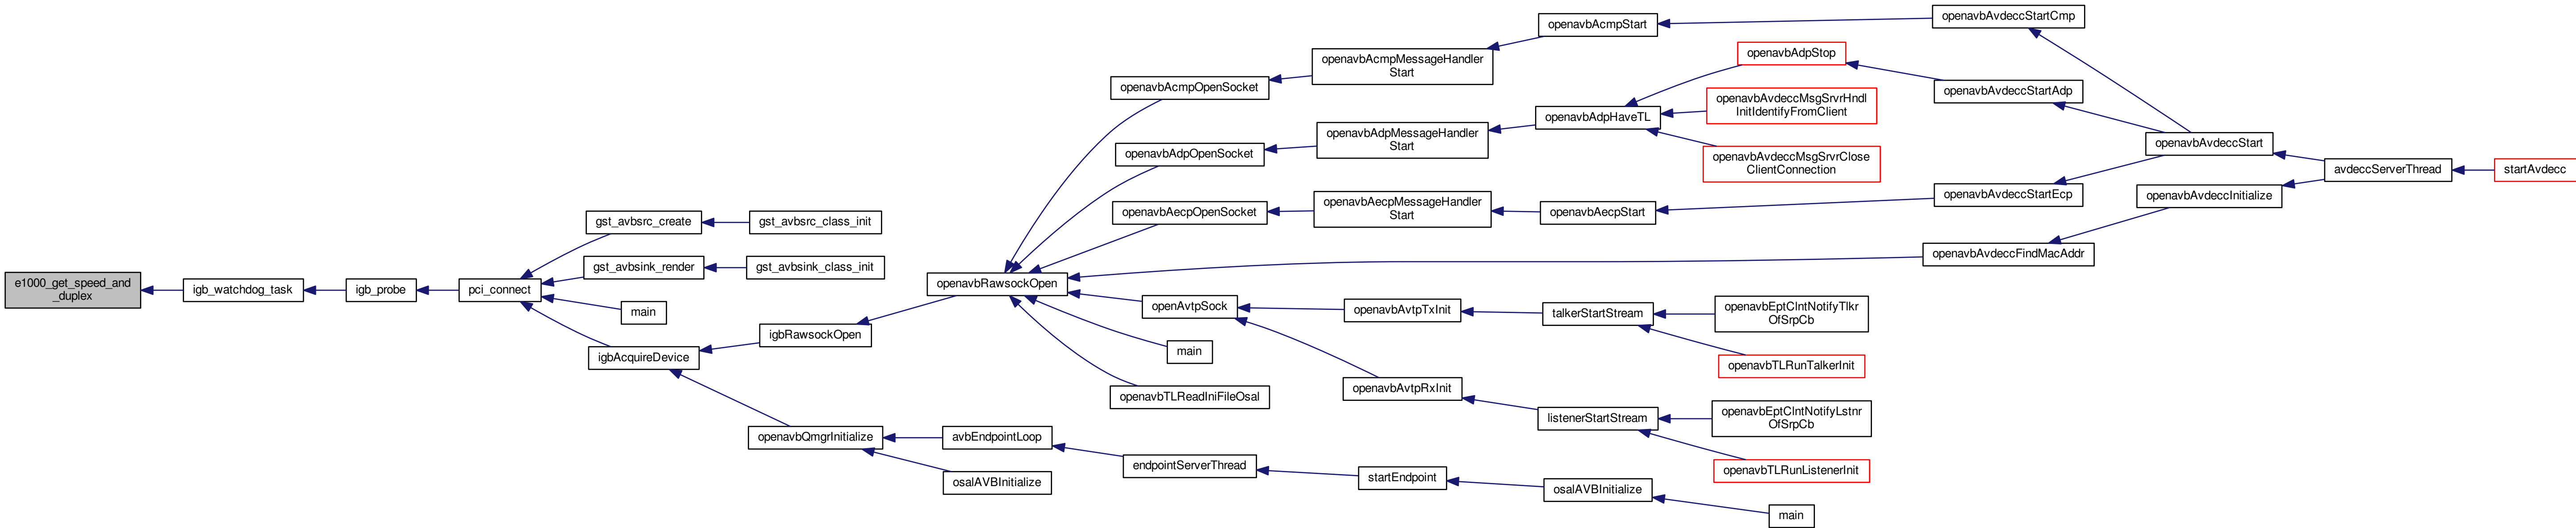 e1000_get_speed_and
_duplex
igb_watchdog_task
igb_probe
pci_connect
gst_avbsrc_create
gst_avbsrc_class_init
gst_avbsink_render
gst_avbsink_class_init
main
igbAcquireDevice
igbRawsockOpen
openavbQmgrInitialize
openavbRawsockOpen
avbEndpointLoop
osalAVBInitialize
openavbAcmpOpenSocket
openavbAcmpMessageHandler
Start
openavbAcmpStart
openavbAvdeccStartCmp
openavbAdpOpenSocket
openavbAdpMessageHandler
Start
openavbAdpHaveTL
openavbAdpStop
openavbAvdeccMsgSrvrHndl
InitIdentifyFromClient
openavbAvdeccMsgSrvrClose
ClientConnection
openavbAvdeccStartAdp
openavbAecpOpenSocket
openavbAecpMessageHandler
Start
openavbAecpStart
openavbAvdeccStartEcp
openavbAvdeccFindMacAddr
openavbAvdeccStart
openavbAvdeccInitialize
avdeccServerThread
startAvdecc
openAvtpSock
main
openavbTLReadIniFileOsal
openavbAvtpTxInit
talkerStartStream
openavbEptClntNotifyTlkr
OfSrpCb
openavbTLRunTalkerInit
openavbAvtpRxInit
listenerStartStream
openavbEptClntNotifyLstnr
OfSrpCb
openavbTLRunListenerInit
endpointServerThread
startEndpoint
osalAVBInitialize
main